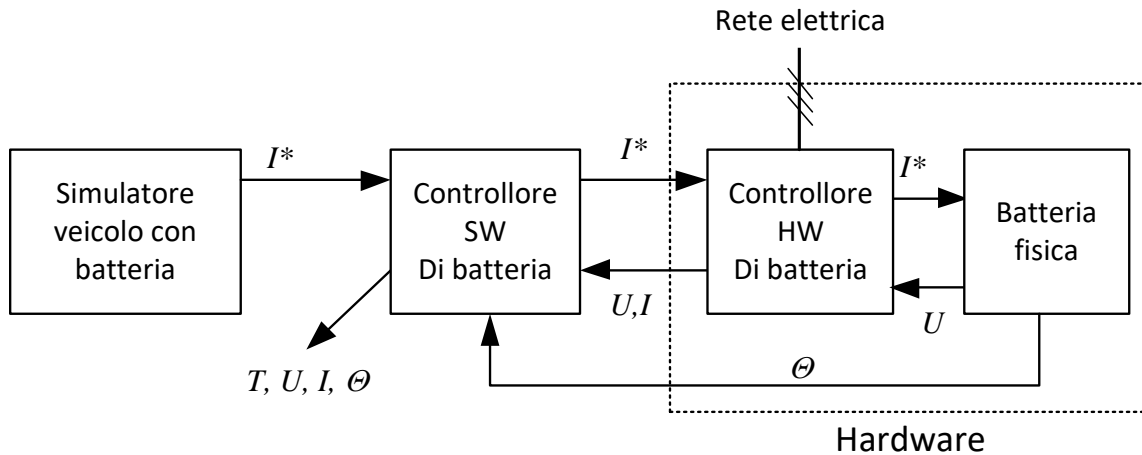 Rete elettrica
I*
I*
I*
Simulatore
veicolo con
batteria
Controllore
SW
Di batteria
Controllore
HW
Di batteria
Batteria
fisica
U,I
U
T, U, I, Θ
Θ
Hardware